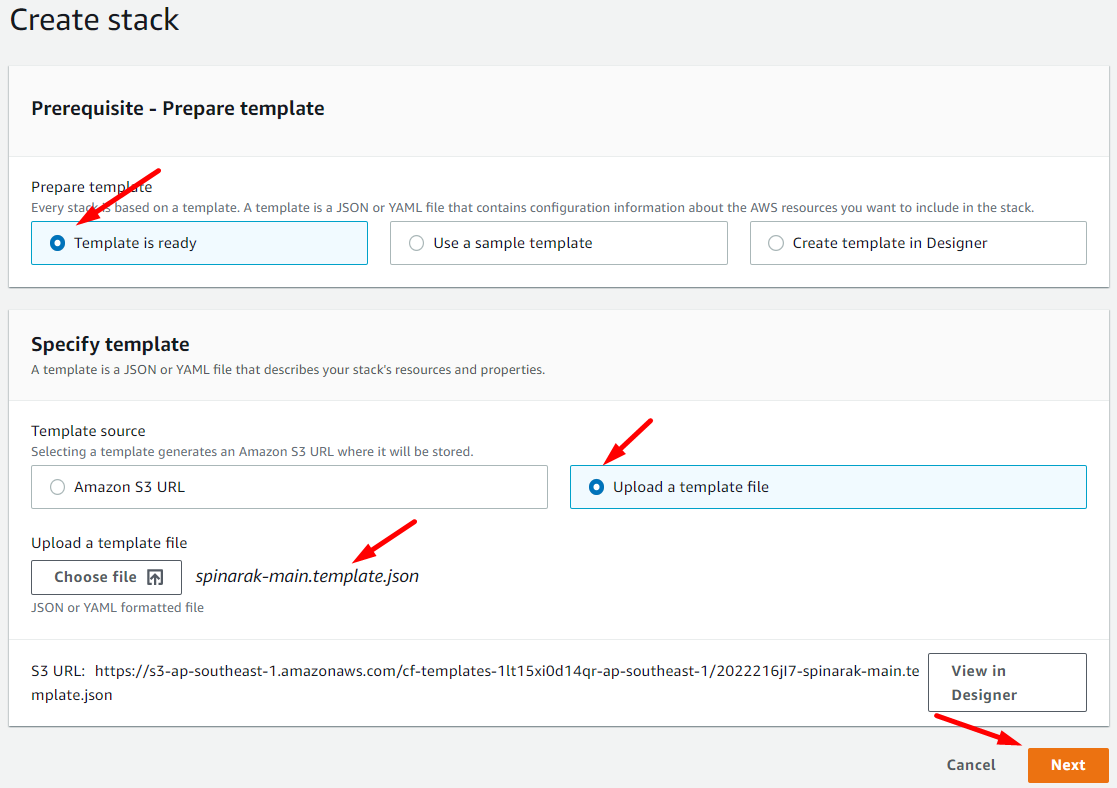 Create stack
Prerequisite - Prepare template
Prepare template
Every stack is based on a template. A template is a JSON or YAML file that contains configuration information about the AWS resources you want to include in the stack.
Template is ready
Use a sample template
Create template in Designer
Specify template
A template is a JSON or YAML file that describes your stack's resources and properties.
Template source
Selecting a template generates an Amazon S3 URL where it will be stored.
Amazon S3 URL
Upload a template file
Upload a template file
Choose file
spinarak-main.template.json
JSON or YAML formatted file
S3 URL: https://s3-ap-southeast-1.amazonaws.com/cf-templates-1lt15xi0d14qr-ap-southeast-1/2022216jI7-spinarak-main.te
mplate.json
View in
Designer
Cancel
Next